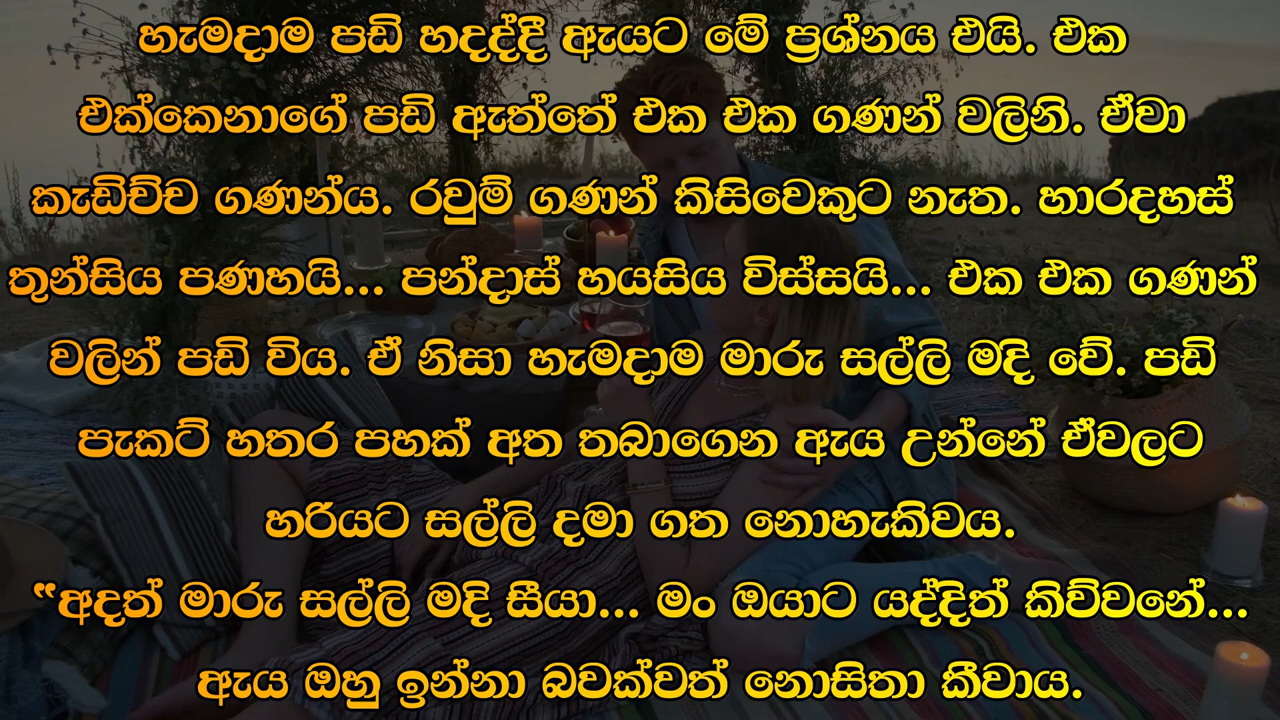 හැමදාම පඩි හදද්දී ඇයට මේ ප්‍රශ්නය එයි. එක
එක්කෙනාගේ පඩි ඇත්තේ එක එක ගණන් වලිනි. ඒවා
කැඩිච්ච ගණන්ය. රවුම් ගණන් කිසිවෙකුට නැත. හාරදහස්
තුන්සිය පණහයි... පන්දාස් හයසිය විස්සයි... එක එක ගණන්
වලින් පඩි විය. ඒ නිසා හැමදාම මාරු සල්ලි මදි වේ. පඩි
පැකට් හතර පහක් අත තබාගෙන ඇය උන්නේ ඒවලට
හරියට සල්ලි දමා ගත නොහැකිවය.
“අදත් මාරු සල්ලි මදි සීයා... මං ඔයාට යද්දිත් කිව්වනේ...
ඇය ඔහු ඉන්නා බවක්වත් නොසිතා කීවාය.